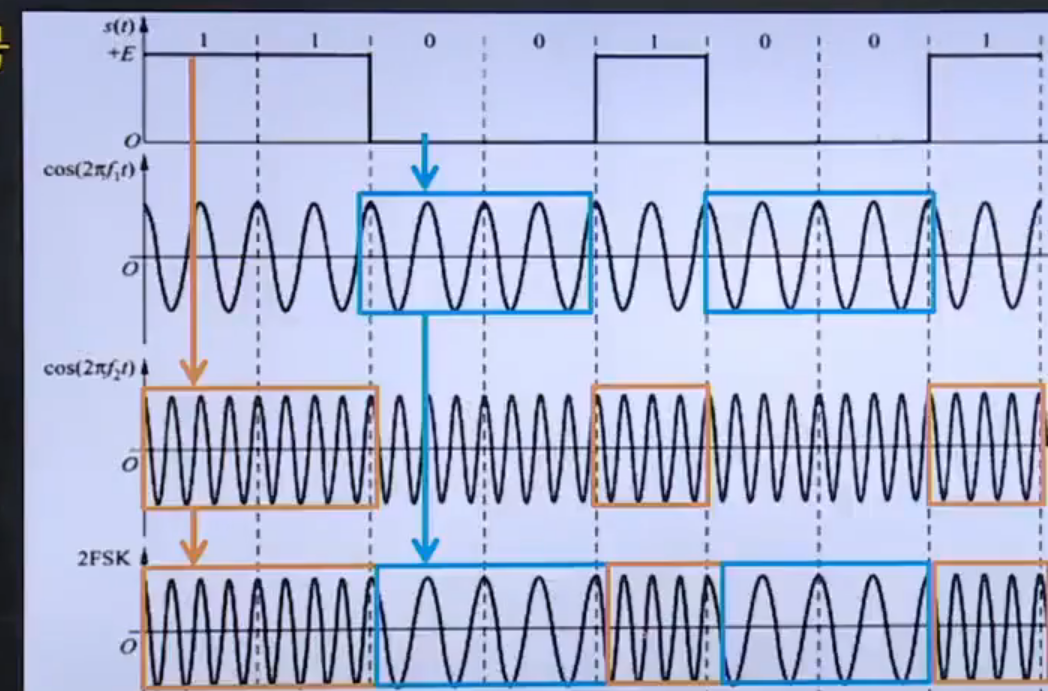 s(t)
+E 1 1 0 0 1 0 0 1
O
cos(2πf₁t)
O
cos(2πf₂t)
O
2FSK
O